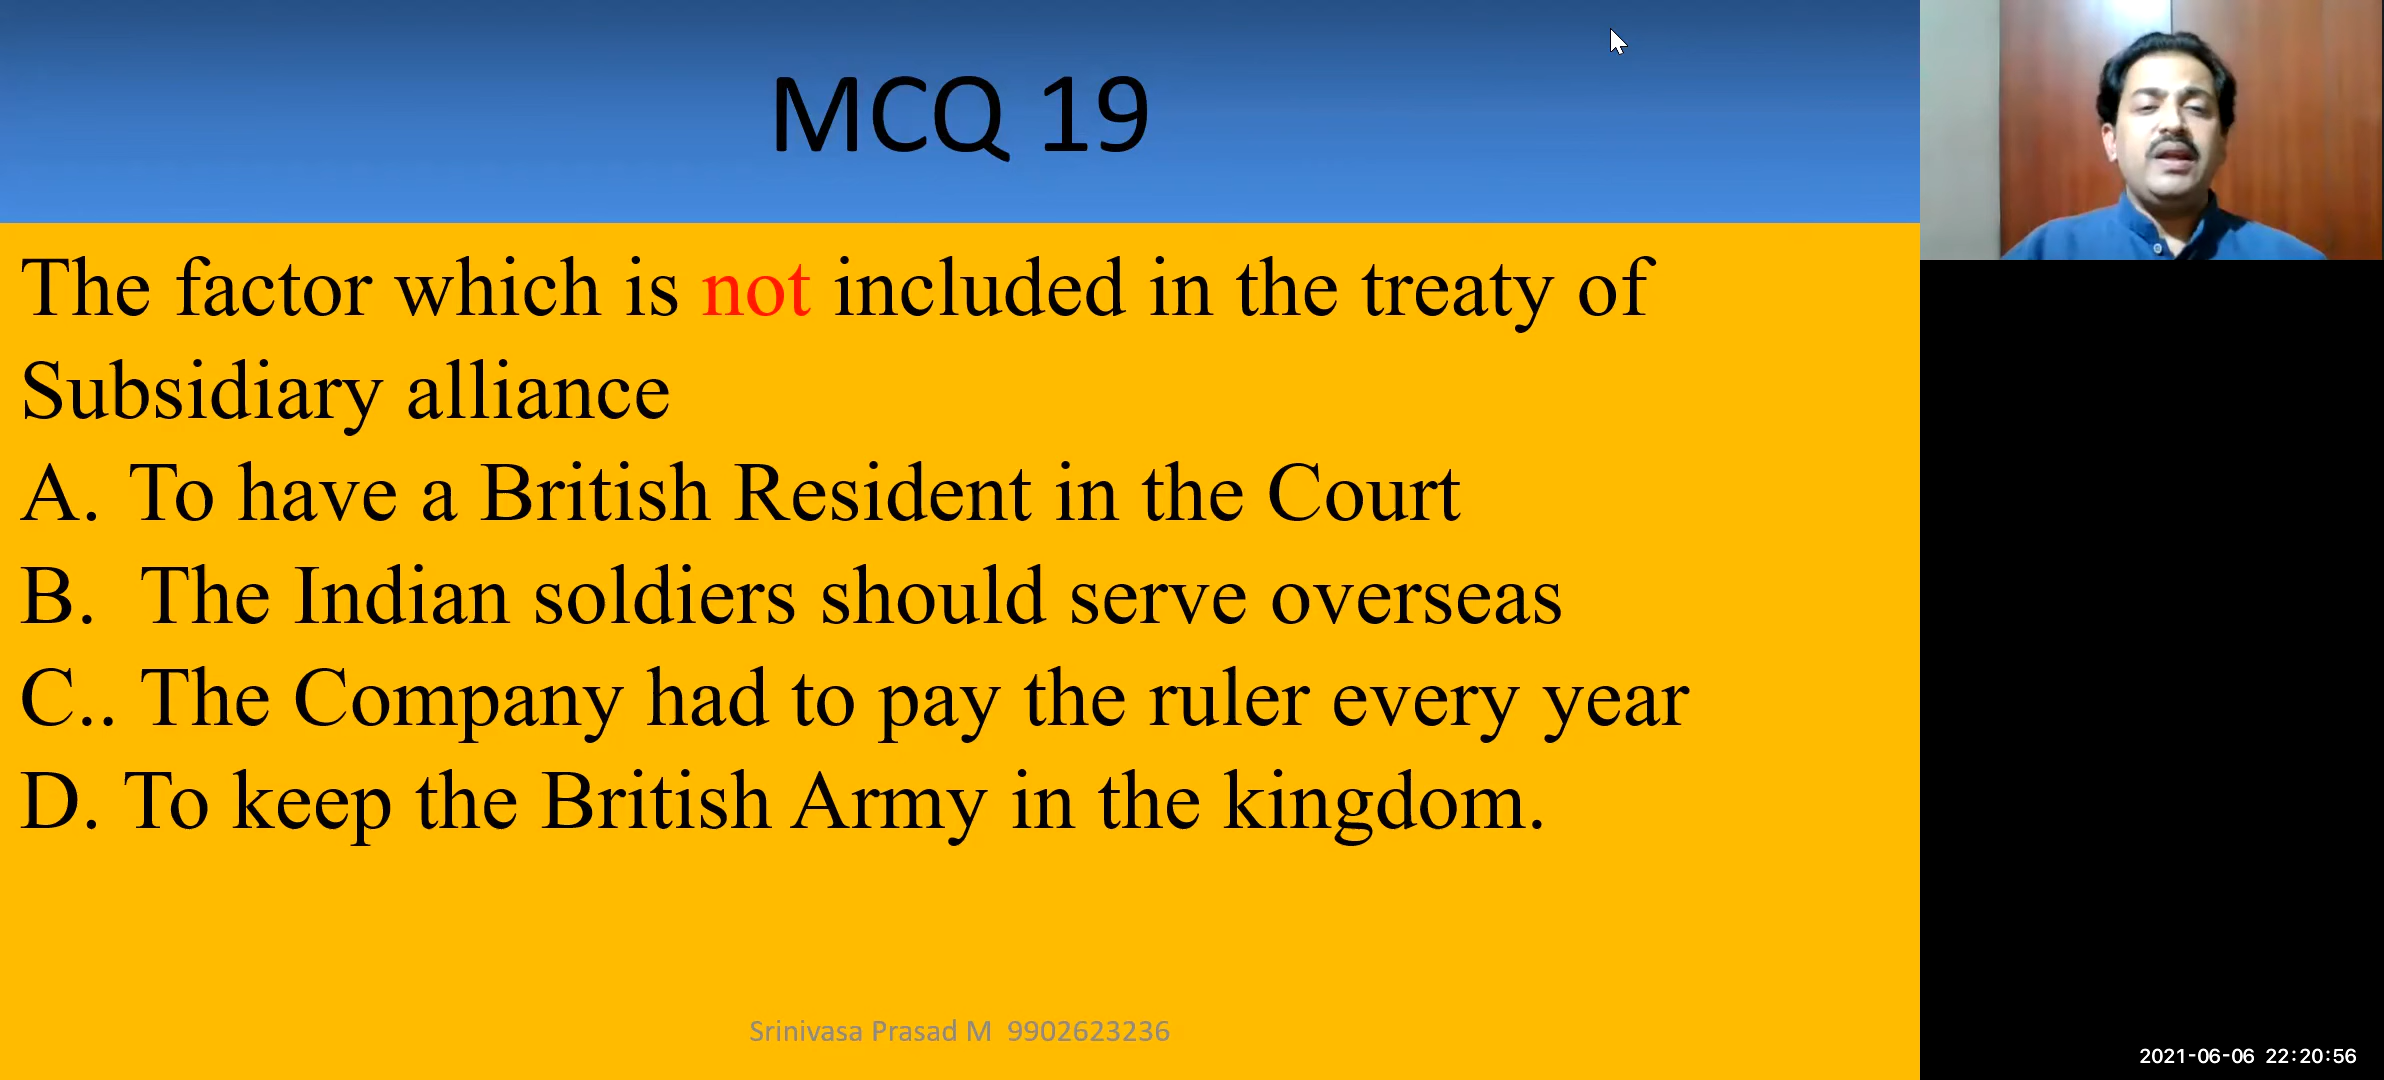 MCQ 19
The factor which is not included in the treaty of
Subsidiary alliance
A. To have a British Resident in the Court
B. The Indian soldiers should serve overseas
C.. The Company had to pay the ruler every year
D. To keep the British Army in the kingdom.
Srinivasa Prasad M 9902623236
2021-06-06 22:20:56